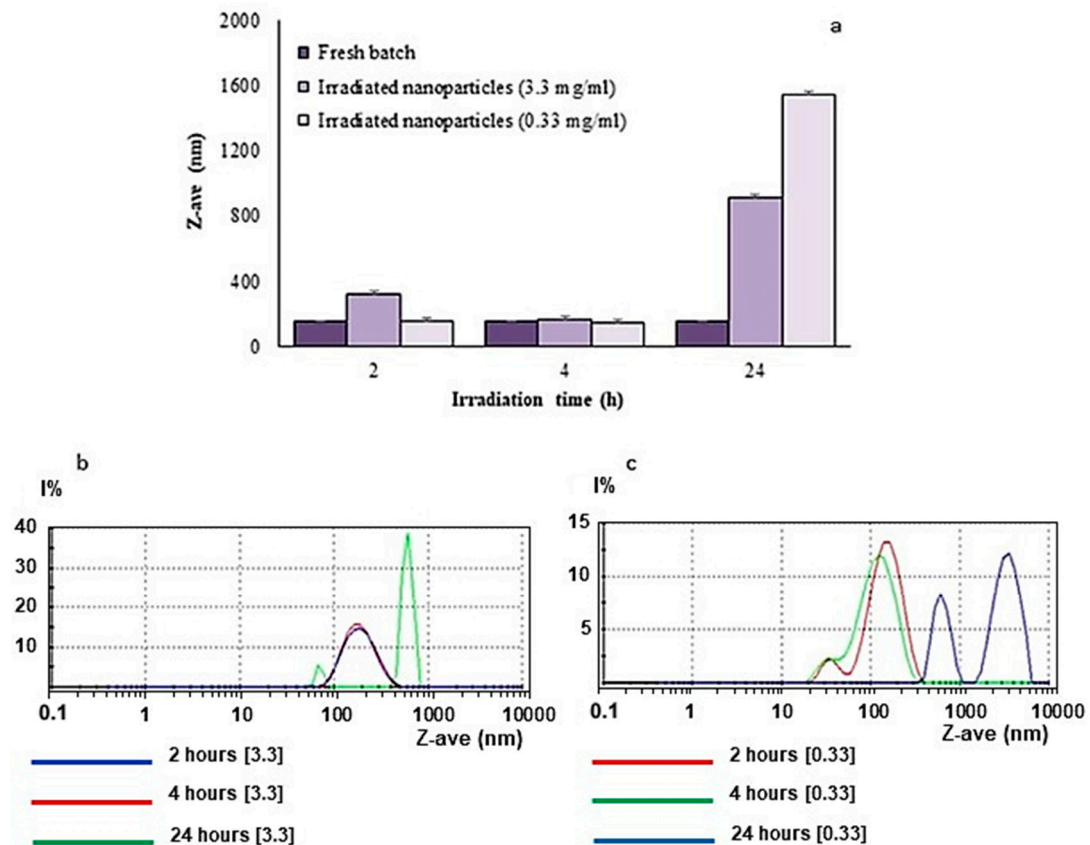 a
2000
1600
1200
800
400
0
Z-ave (nm)
Fresh batch
Irradiated nanoparticles (3.3 mg/ml)
Irradiated nanoparticles (0.33 mg/ml)
2 4 24
Irradiation time (h)
b
I%
40
30
20
10
0.1 1 10 100 1000 10000
Z-ave (nm)
2 hours [3.3]
4 hours [3.3]
24 hours [3.3]
c
I%
15
10
5
0.1 1 10 100 1000 10000
Z-ave (nm)
2 hours [0.33]
4 hours [0.33]
24 hours [0.33]